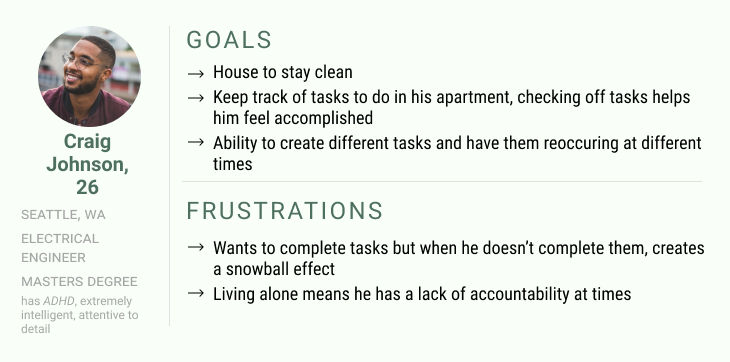 Craig
Johnson,
26
SEATTLE, WA
ELECTRICAL
ENGINEER
MASTERS DEGREE
has ADHD, extremely
intelligent, attentive to
detail
GOALS
→ House to stay clean
→ Keep track of tasks to do in his apartment, checking off tasks helps
him feel accomplished
→ Ability to create different tasks and have them reoccuring at different
times
FRUSTRATIONS
→ Wants to complete tasks but when he doesn’t complete them, creates
a snowball effect
→ Living alone means he has a lack of accountability at times